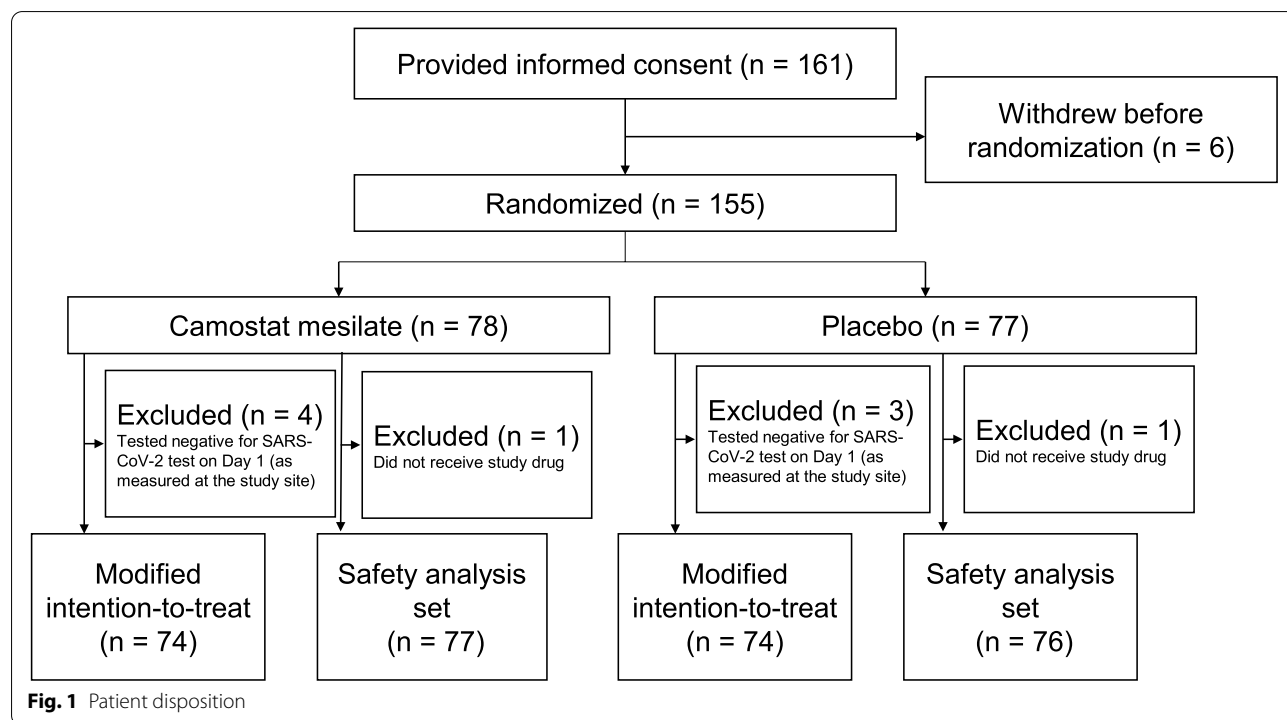 Provided informed consent (n = 161)
Withdrew before
randomization (n = 6)
Randomized (n = 155)
Camostat mesilate (n = 78)
Placebo (n = 77)
Excluded (n = 4)
Tested negative for SARS-
CoV-2 test on Day 1 (as
measured at the study site)
Excluded (n = 1)
Did not receive study drug
Excluded (n = 3)
Tested negative for SARS-
CoV-2 test on Day 1 (as
measured at the study site)
Excluded (n = 1)
Did not receive study drug
Modified
intention-to-treat
(n = 74)
Safety analysis
set
(n = 77)
Modified
intention-to-treat
(n = 74)
Safety analysis
set
(n = 76)
Fig. 1 Patient disposition